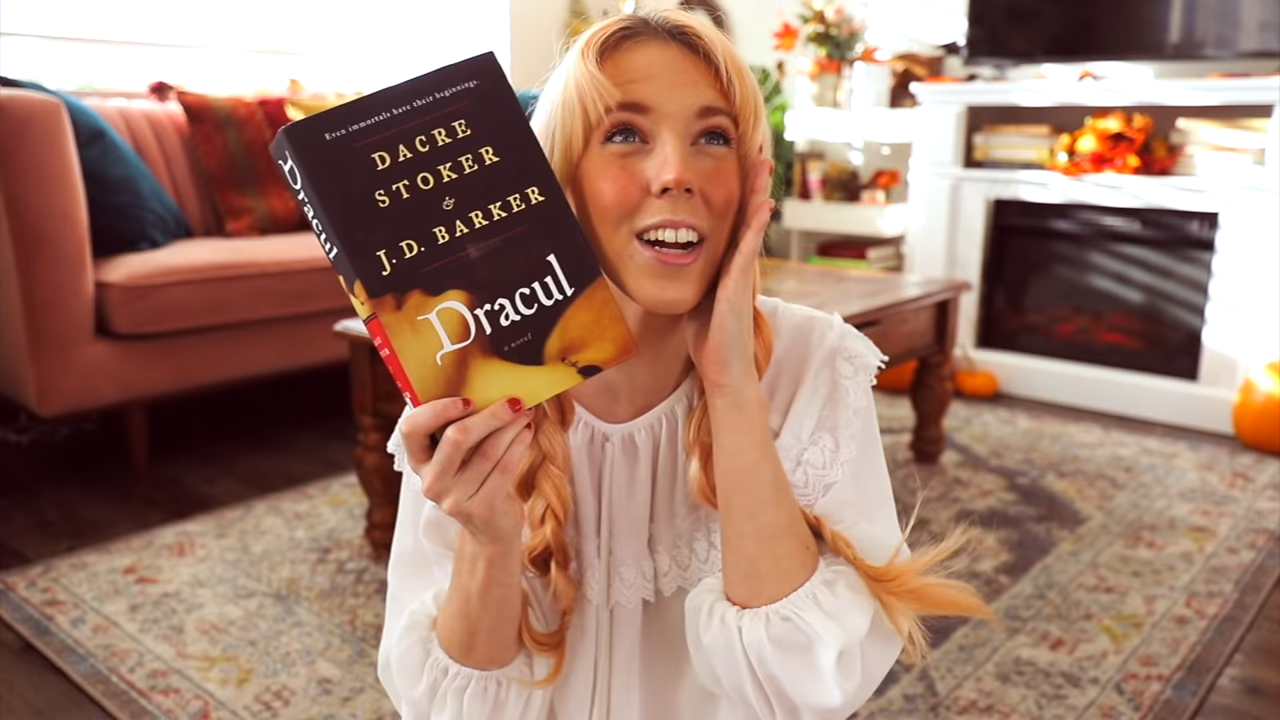 Even immortals have their beginnings.
DACRE
STOKER
&
J.D. BARKER
Dracul
a novel
Dracul